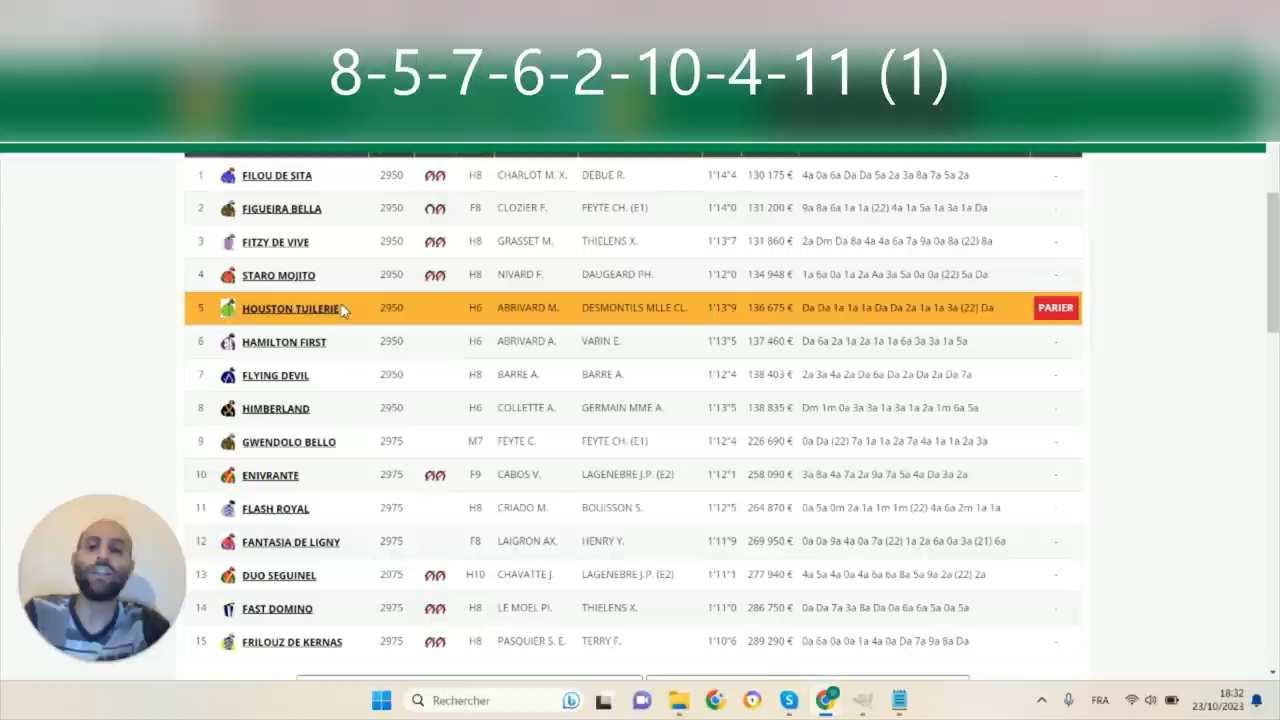 8-5-7-6-2-10-4-11 (1)
1 FILOU DE SITA 2950 H8 CHARLOT M. X. DEBUE R. 1'14"4 130 175 € 4a 0a 6a Da Da 5a 2a 3a 8a 7a 5a 2a -
2 FIGUEIRA BELLA 2950 F8 CLOZIER F. FEYTE CH. (E1) 1'14"0 131 200 € 9a 8a 6a 1a 1a (22) 4a 1a 5a 1a 3a 1a Da -
3 FITZY DE VIVE 2950 H8 GRASSET M. THIELENS X. 1'13"7 131 860 € 2a Dm Da 8a 4a 4a 6a 7a 9a 0a 8a (22) 8a -
4 STARO MOJITO 2950 H8 NIVARD F. DAUGEARD PH. 1'12"0 134 948 € 1a 6a 0a 1a 2a Aa 3a 5a 0a 0a (22) 5a Da -
5 HOUSTON TUILERIE 2950 H6 ABRIVARD M. DESMONTILS MLLE CL. 1'13"9 136 675 € Da Da 1a 1a 1a Da Da 2a 1a 1a 3a (22) Da PARIER
6 HAMILTON FIRST 2950 H6 ABRIVARD A. VARIN E. 1'13"5 137 460 € Da 6a 2a 1a 2a 1a 1a 6a 3a 3a 1a 5a -
7 FLYING DEVIL 2950 H8 BARRE A. BARRE A. 1'12"4 138 403 € 2a 3a 4a 2a Da 6a Da 2a Da 2a Da 7a -
8 HIMBERLAND 2950 H6 COLLETTE A. GERMAIN MME A. 1'13"5 138 835 € Dm 1m 0a 3a 3a 1a 3a 1a 2a 1m 6a 5a -
9 GWENDOLO BELLO 2975 M7 FEYTE C. FEYTE CH. (E1) 1'12"4 226 690 € 0a Da (22) 7a 1a 1a 2a 7a 4a 1a 1a 2a 3a -
10 ENIVRANTE 2975 F9 CABOS V. LAGENEBRE J.P. (E2) 1'12"1 258 090 € 3a 8a 4a 7a 2a 9a 7a 5a 4a Da 3a 2a -
11 FLASH ROYAL 2975 H8 CRIADO M. BOUISSON S. 1'12"5 264 870 € 0a 5a 0m 2a 1a 1m 1m (22) 4a 6a 2m 1a 1a -
12 FANTASIA DE LIGNY 2975 F8 LAIGRON AX. HENRY Y. 1'11"9 269 950 € 0a 0a 9a 4a 0a 7a (22) 1a 2a 6a 0a 3a (21) 6a -
13 DUO SEGUINEL 2975 H10 CHAVATTE J. LAGENEBRE J.P. (E2) 1'11"1 277 940 € 4a 5a 4a 0a 4a 6a 6a 8a 5a 9a 2a (22) 2a -
14 FAST DOMINO 2975 H8 LE MOEL PI. THIELENS X. 1'11"0 286 750 € 0a Da 7a 3a 8a Da 0a 6a 6a 5a 0a 5a -
15 FRILOUZ DE KERNAS 2975 H8 PASQUIER S. E. TERRY F. 1'10"6 289 290 € 0a 6a 0a 0a 1a 4a 0a Da 7a 9a 8a Da -
Rechercher FRA 18:32
23/10/2023